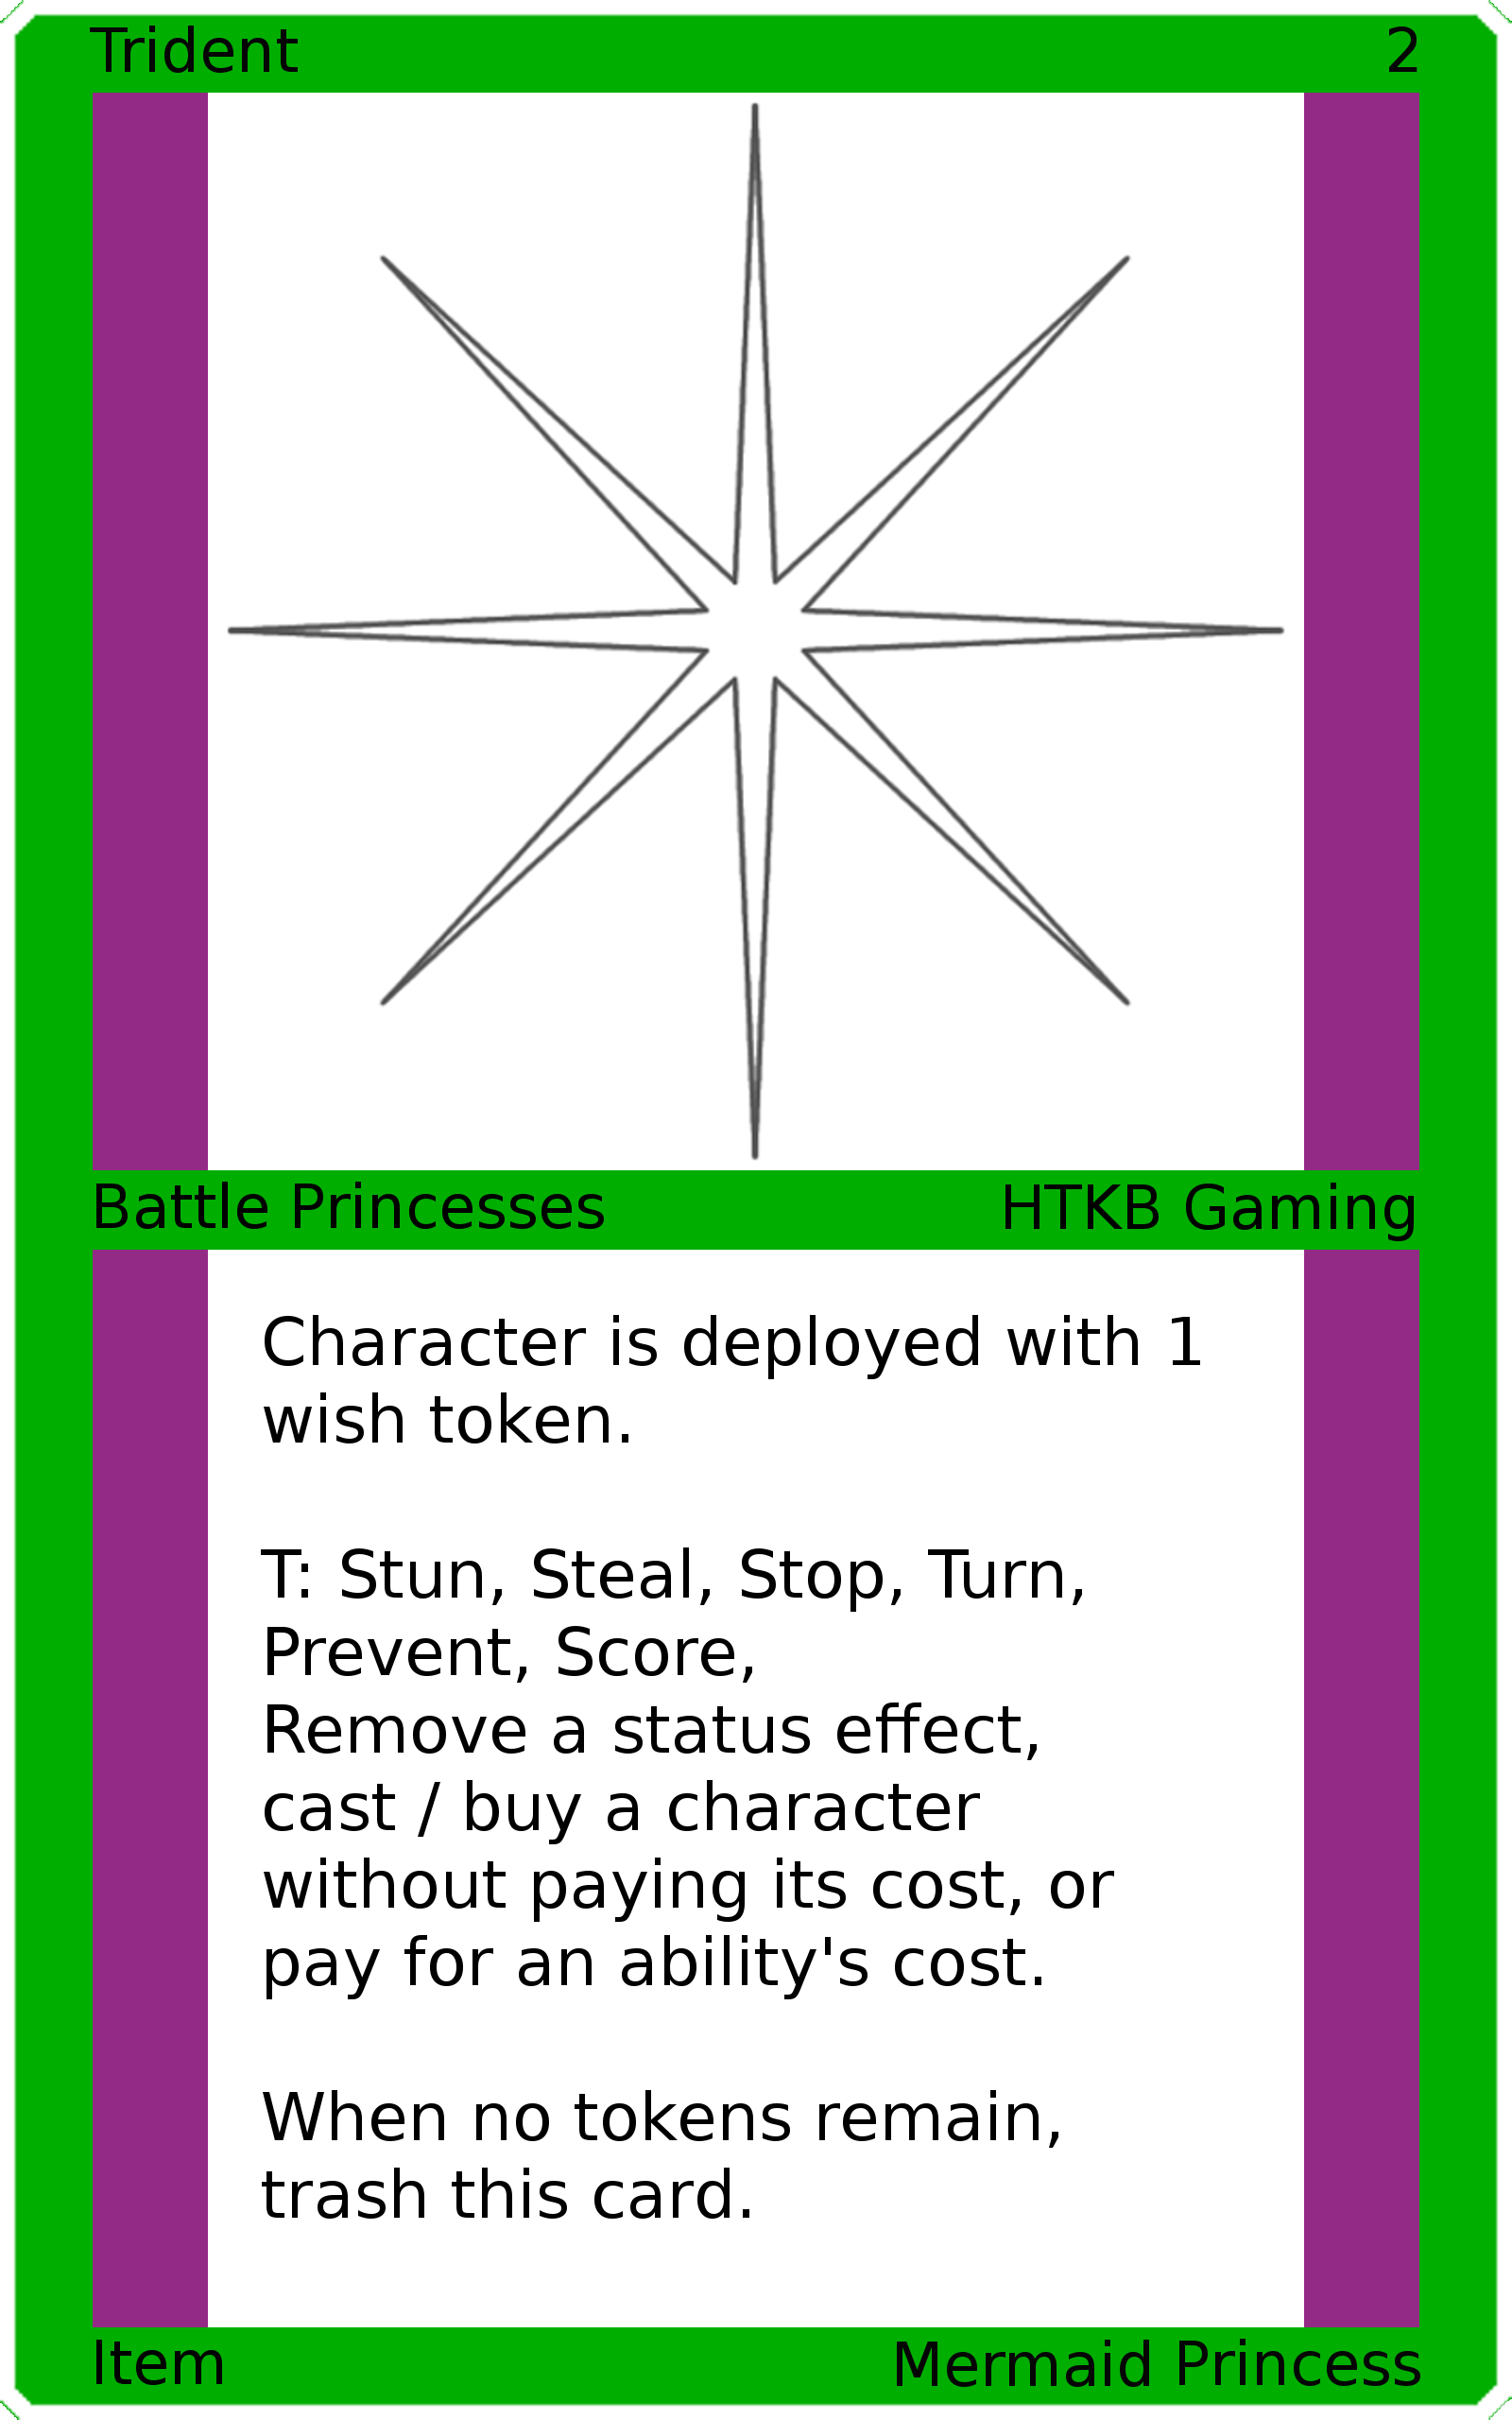 Trident 2
Battle Princesses HTKB Gaming
Character is deployed with 1
wish token.
T: Stun, Steal, Stop, Turn,
Prevent, Score,
Remove a status effect,
cast / buy a character
without paying its cost, or
pay for an ability's cost.
When no tokens remain,
trash this card.
Item Mermaid Princess